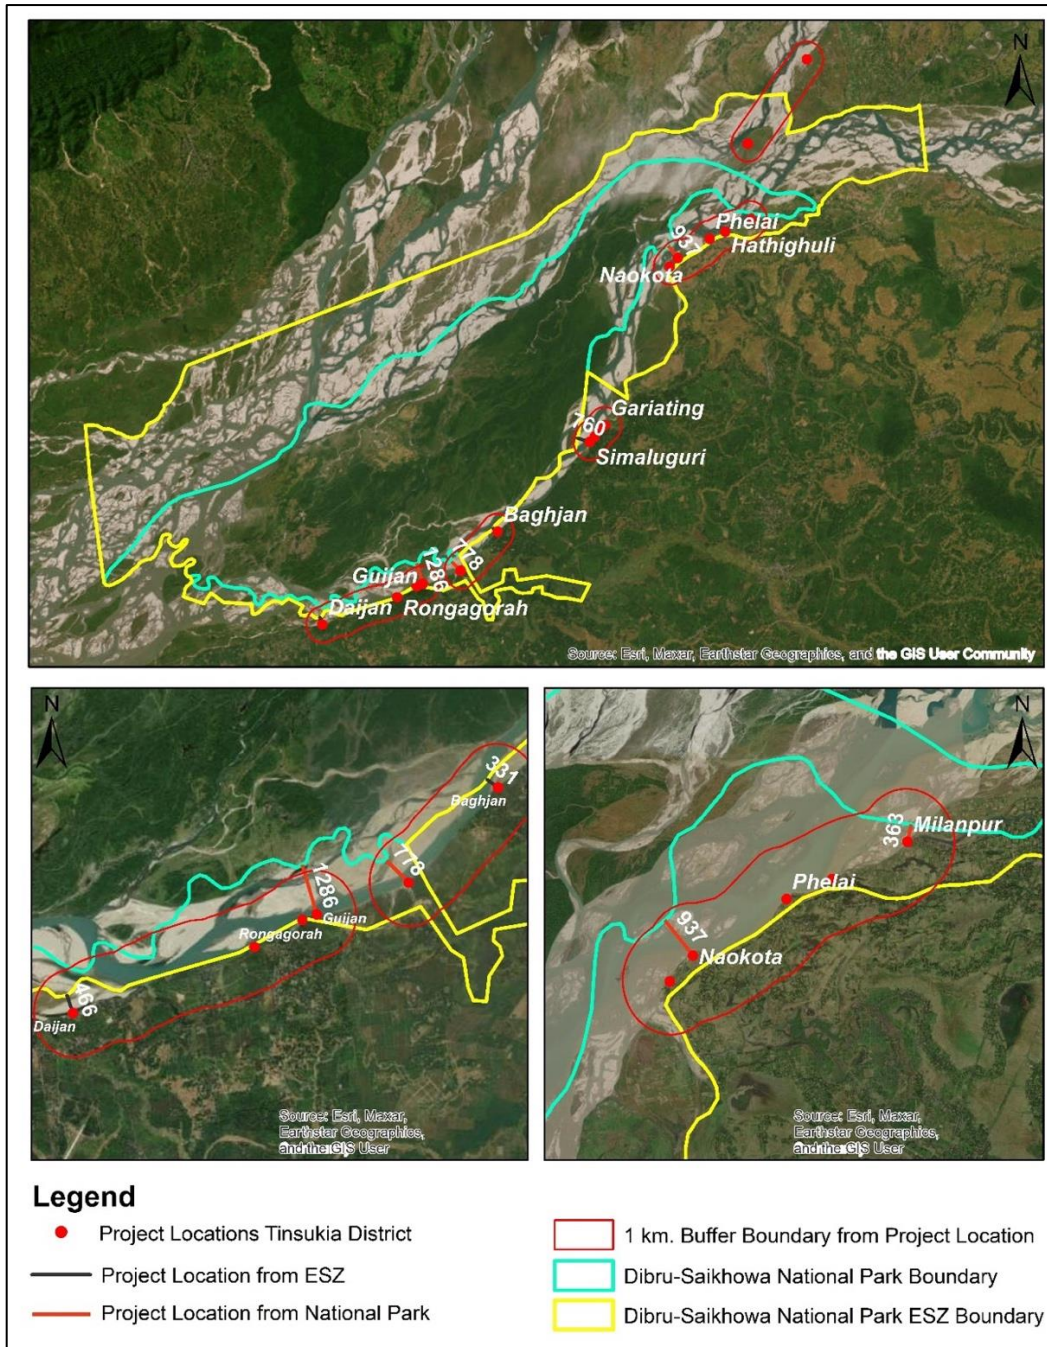 N
Phelai
937
Hathighuli
Naokota
Gariating
760
Simaluguri
Baghjan
778
Guijan
1286
Daijan
Rongagorah
Source: Esri, Maxar, Earthstar Geographics, and the GIS User Community
N
331
Baghjan
778
1286
Guijan
Rongagorah
466
Daijan
Source: Esri, Maxar,
Earthstar Geographics,
and the GIS User
N
363
Milanpur
Phelai
937
Naokota
Source: Esri, Maxar,
Earthstar Geographics,
and the GIS User
Legend
Project Locations Tinsukia District
Project Location from ESZ
Project Location from National Park
1 km. Buffer Boundary from Project Location
Dibru-Saikhowa National Park Boundary
Dibru-Saikhowa National Park ESZ Boundary